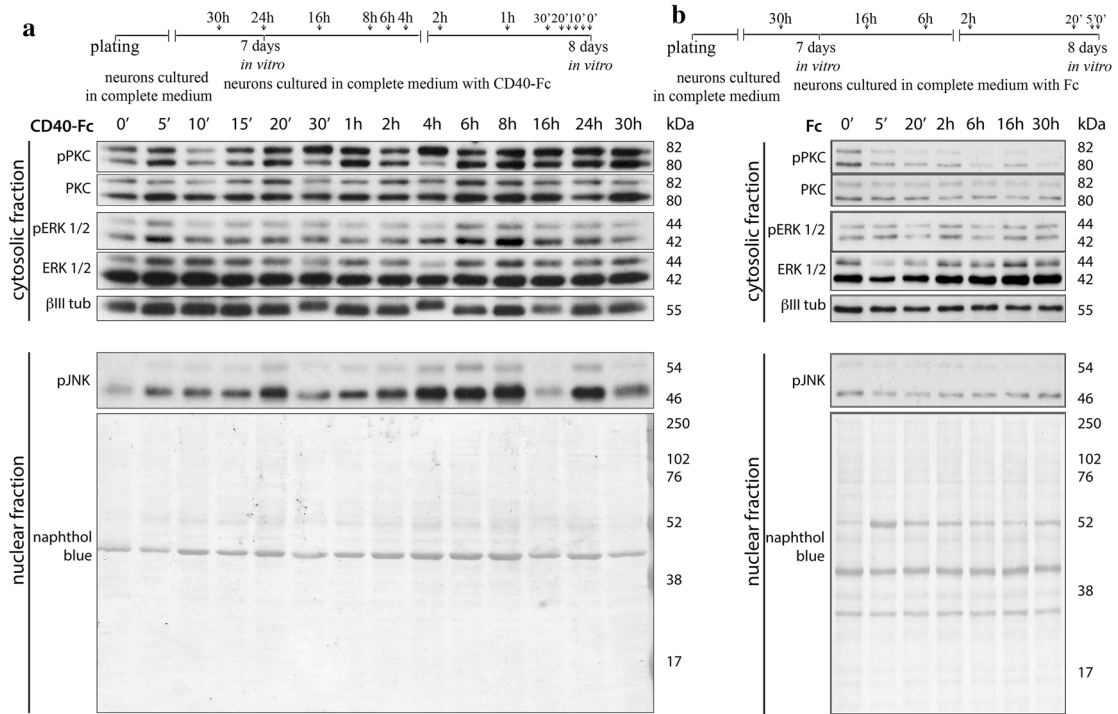 a
30h 24h 16h 8h 6h 4h 2h 1h 30′ 20′ 10′ 0′
plating 7 days 8 days
in vitro in vitro
neurons cultured
in complete medium
neurons cultured in complete medium with CD40-Fc
CD40-Fc 0′ 5′ 10′ 15′ 20′ 30′ 1h 2h 4h 6h 8h 16h 24h 30h kDa
cytosolic fraction
pPKC 82
80
PKC 82
80
pERK 1/2 44
42
ERK 1/2 44
42
βIII tub 55
nuclear fraction
pJNK 54
46
naphthol
blue
250
102
76
52
38
17
b
30h 16h 6h 2h 20′ 5′ 0′
plating 7 days 8 days
in vitro in vitro
neurons cultured
in complete medium
neurons cultured in complete medium with Fc
Fc 0′ 5′ 20′ 2h 6h 16h 30h kDa
cytosolic fraction
pPKC 82
80
PKC 82
80
pERK 1/2 44
42
ERK 1/2 44
42
βIII tub 55
nuclear fraction
pJNK 54
46
naphthol
blue
250
102
76
52
38
17